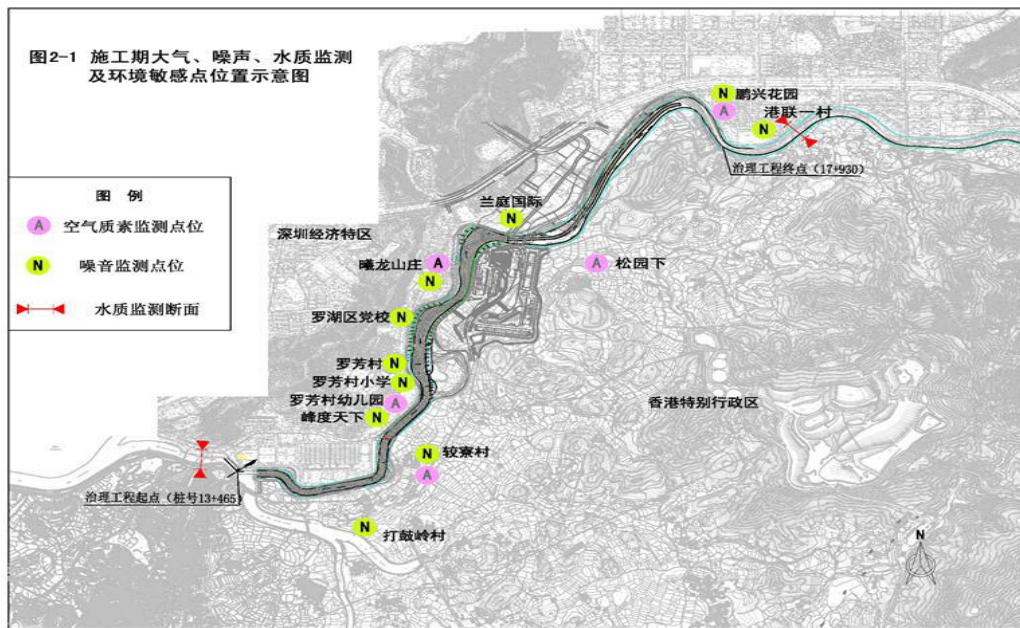 图2-1 施工期大气、噪声、水质监测
及环境敏感点位置示意图
图 例
A 空气质素监测点位
N 噪音监测点位
水质监测断面
N 鹏兴花园
A
港联一村
N
治理工程终点（17+930）
兰庭国际
N
深圳经济特区
曦龙山庄 A
N
A 松园下
罗湖区党校 N
罗芳村 N
罗芳村小学 N
罗芳村幼儿园 A
峰度天下 N
香港特别行政区
N 较寮村
A
治理工程起点（桩号13+465）
N 打鼓岭村
N